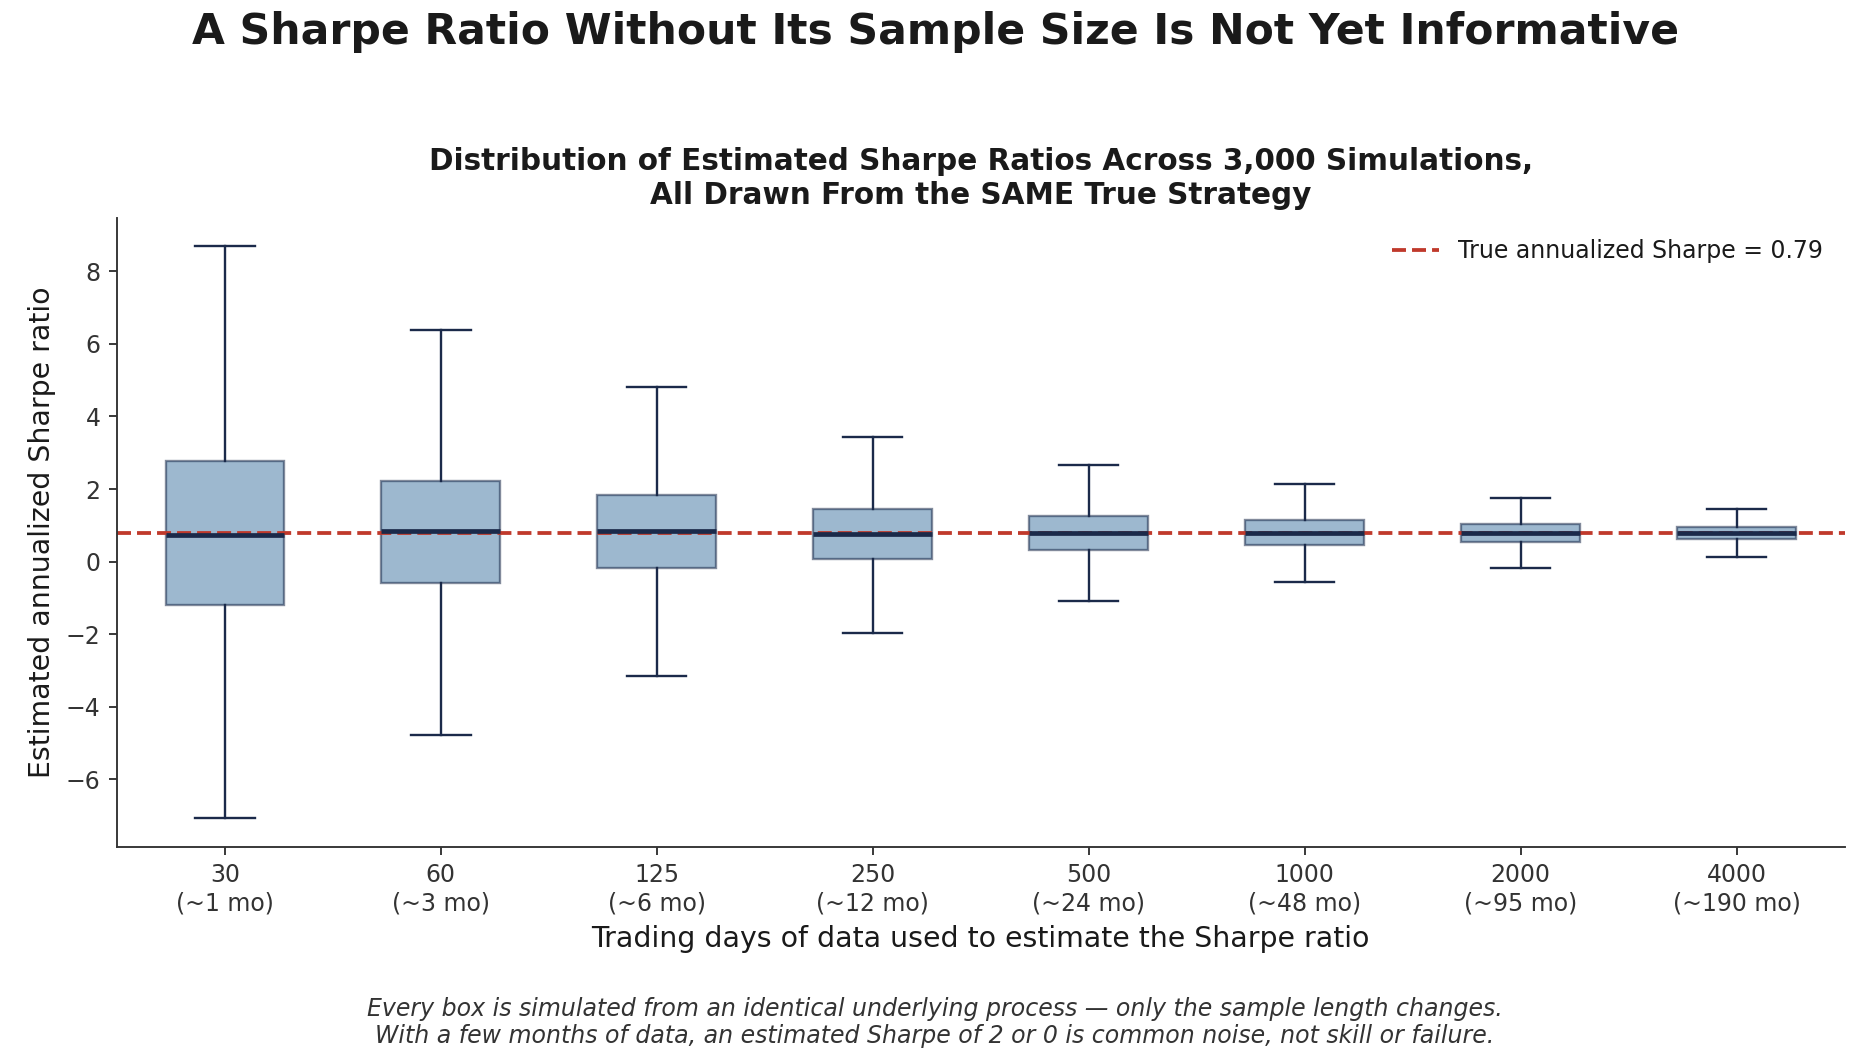 A Sharpe Ratio Without Its Sample Size Is Not Yet Informative
Distribution of Estimated Sharpe Ratios Across 3,000 Simulations,
All Drawn From the SAME True Strategy
True annualized Sharpe = 0.79
Estimated annualized Sharpe ratio
8
6
4
2
0
−2
−4
−6
30 60 125 250 500 1000 2000 4000
(~1 mo) (~3 mo) (~6 mo) (~12 mo) (~24 mo) (~48 mo) (~95 mo) (~190 mo)
Trading days of data used to estimate the Sharpe ratio
Every box is simulated from an identical underlying process — only the sample length changes.
With a few months of data, an estimated Sharpe of 2 or 0 is common noise, not skill or failure.